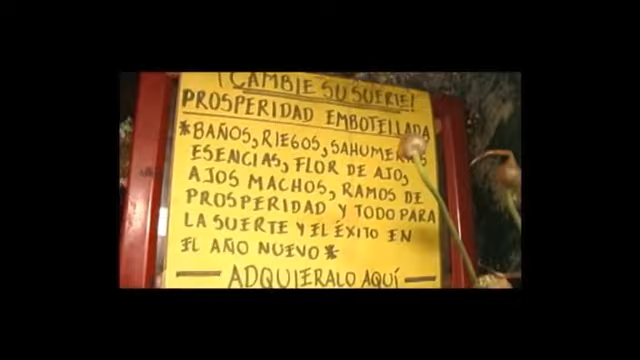 ¡CAMBIE SU SUERTE!
PROSPERIDAD EMBOTELLADA
*BAÑOS, RIEGOS, SAHUMERIOS,
ESENCIAS, FLOR DE AJO,
AJOS MACHOS, RAMOS DE
PROSPERIDAD Y TODO PARA
LA SUERTE Y EL ÉXITO EN
EL AÑO NUEVO*
— ADQUIERALO AQUÍ —